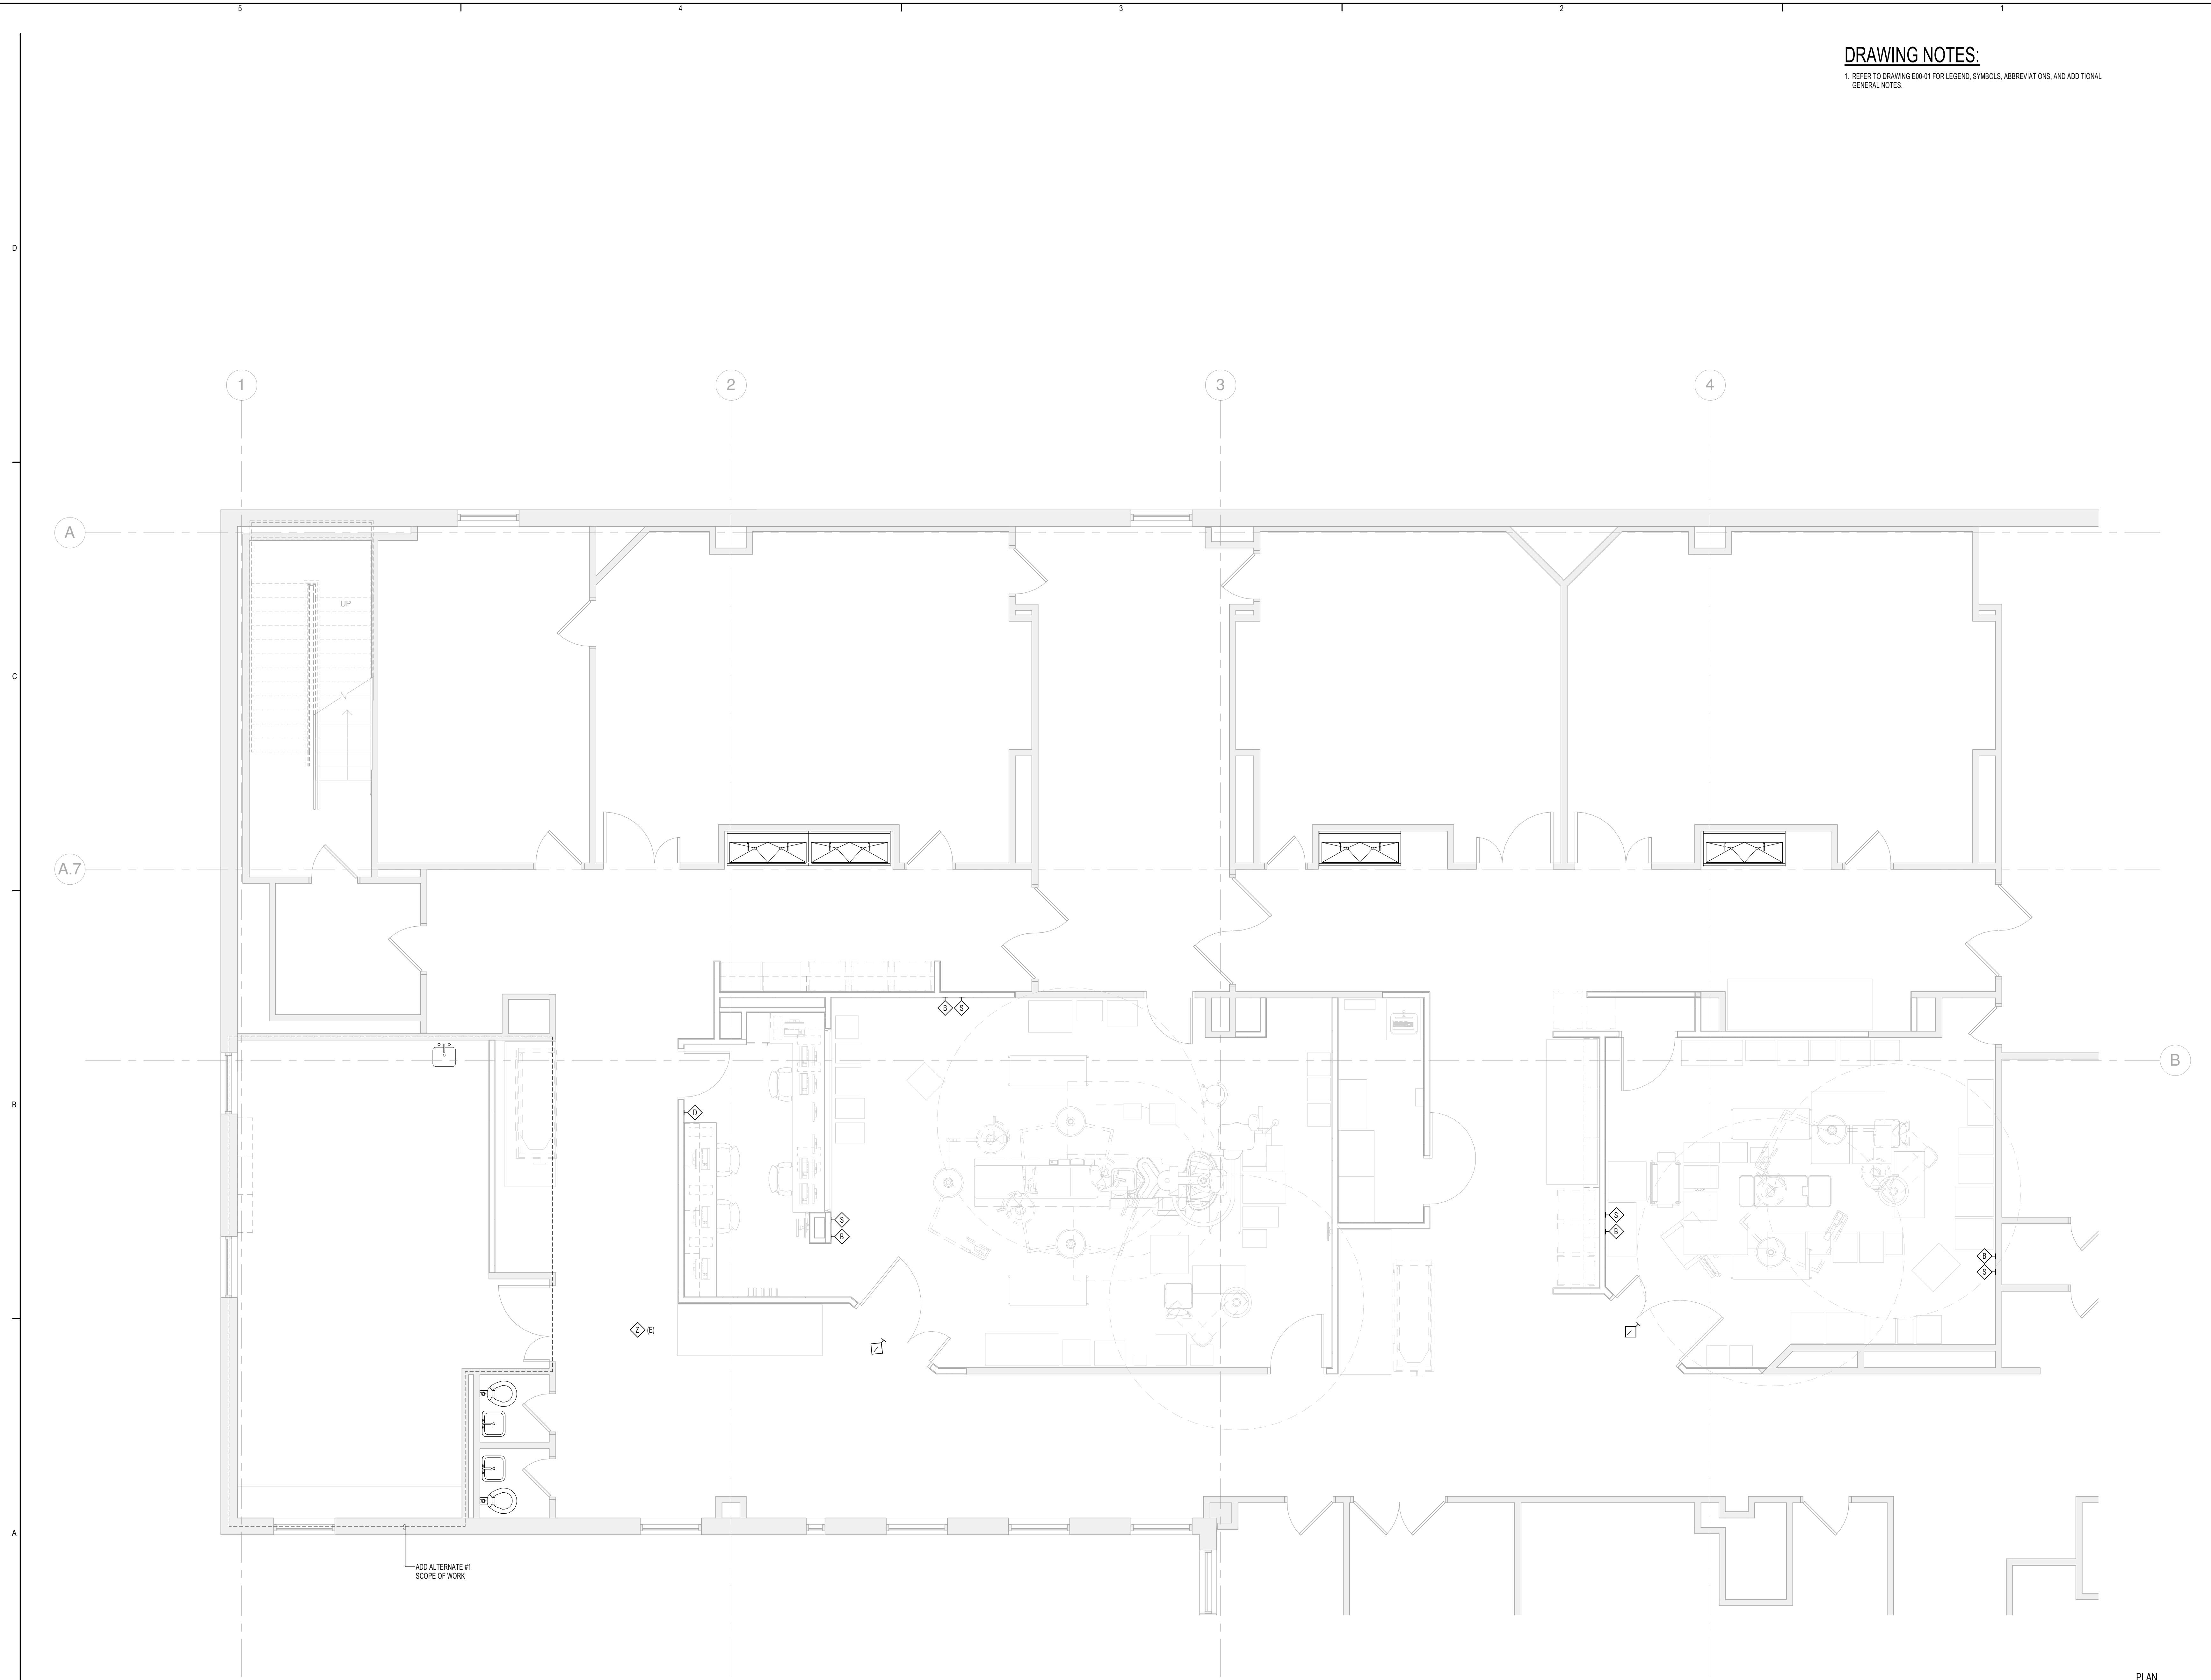 5 4 3 2 1
DRAWING NOTES:
1. REFER TO DRAWING E00-01 FOR LEGEND, SYMBOLS, ABBREVIATIONS, AND ADDITIONAL
GENERAL NOTES.
D
1 2 3 4
A
UP
C
A.7
B S
B
B
D
S
S
B
B
B
S
Z (E)
A
ADD ALTERNATE #1
SCOPE OF WORK
PLAN